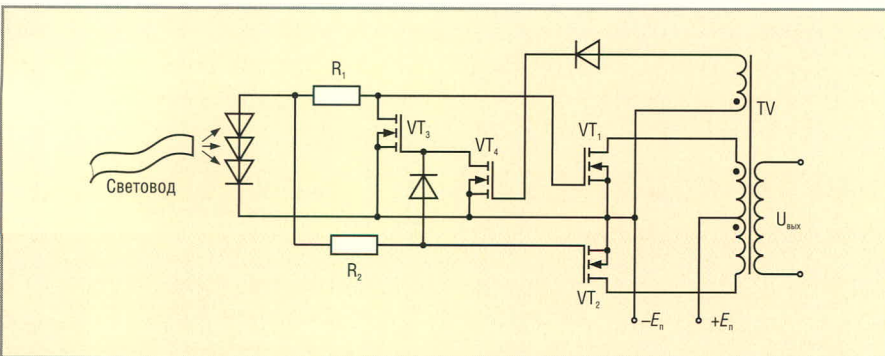 R₁
TV
VT₃
VT₄
VT₁
Световод
Uвых
R₂
VT₂
–Eп
+Eп